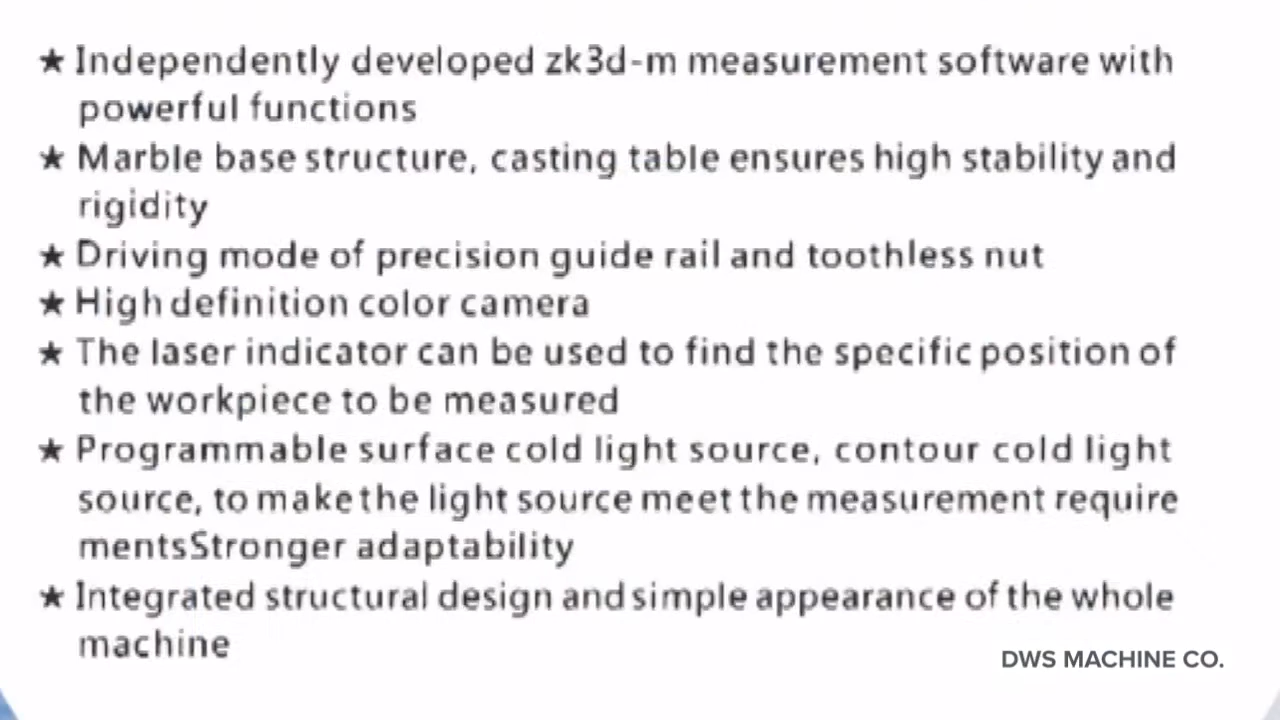 ★ Independently developed zk3d-m measurement software with
powerful functions
★ Marble base structure, casting table ensures high stability and
rigidity
★ Driving mode of precision guide rail and toothless nut
★ High definition color camera
★ The laser indicator can be used to find the specific position of
the workpiece to be measured
★ Programmable surface cold light source, contour cold light
source, to make the light source meet the measurement require
mentsStronger adaptability
★ Integrated structural design and simple appearance of the whole
machine
DWS MACHINE CO.